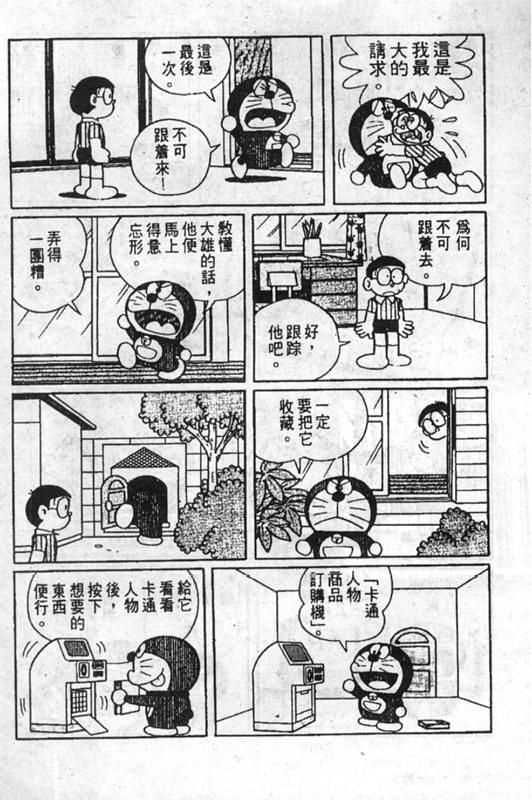 這是
我最
大的
請求。
這是
最後
一次。
不可
跟着來！
為何
不可
跟着去。
好，
跟踪
他吧。
教懂
大雄的話，
他便
馬上
得意
忘形。
弄得
一團糟。
一定
要把它
收藏。
「卡通
人物
商品
訂購機」。
給它
看看
卡通
人物
後，
按下
想要的
東西
便行。